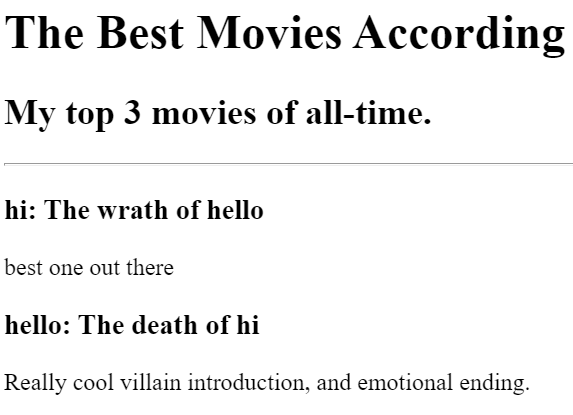 The Best Movies According
My top 3 movies of all-time.
hi: The wrath of hello
best one out there
hello: The death of hi
Really cool villain introduction, and emotional ending.